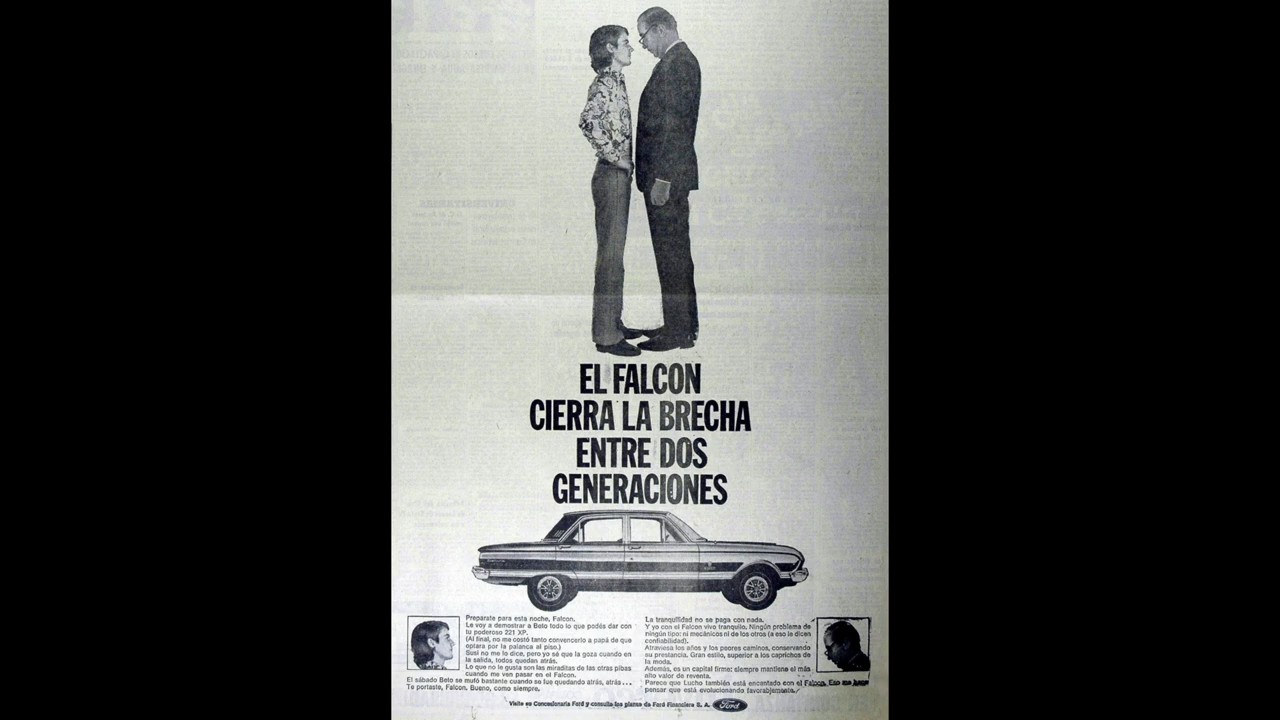 EL FALCON
CIERRA LA BRECHA
ENTRE DOS
GENERACIONES
Preparate para esta noche, Falcon.
Le voy a demostrar a Beto todo lo que podés dar con
tu poderoso 221 XP.
(Al final, no me costó tanto convencerlo a papá de que
optara por la palanca al piso.)
Susi no me lo dice, pero yo sé que la goza cuando en
la salida, todos quedan atrás.
Lo que no le gusta son las miraditas de las otras pibas
cuando me ven pasar en el Falcon.
El sábado Beto se mufó bastante cuando se fue quedando atrás, atrás...
Te portaste, Falcon. Bueno, como siempre.
La tranquilidad no se paga con nada.
Y yo con el Falcon vivo tranquilo. Ningún problema de
ningún tipo: ni mecánicos ni de los otros (a eso le dicen
confiabilidad).
Atraviesa los años y los peores caminos, conservando
su prestancia. Gran estilo, superior a los caprichos de
la moda.
Además, es un capital firme: siempre mantiene el más
alto valor de reventa.
Parece que Lucho también está encantado con el Falcon. Eso me hace
pensar que está evolucionando favorablemente.
Visite su Concesionario Ford y consulte los planes de Ford Financiera S. A. Ford
UNIVERSITARIAS